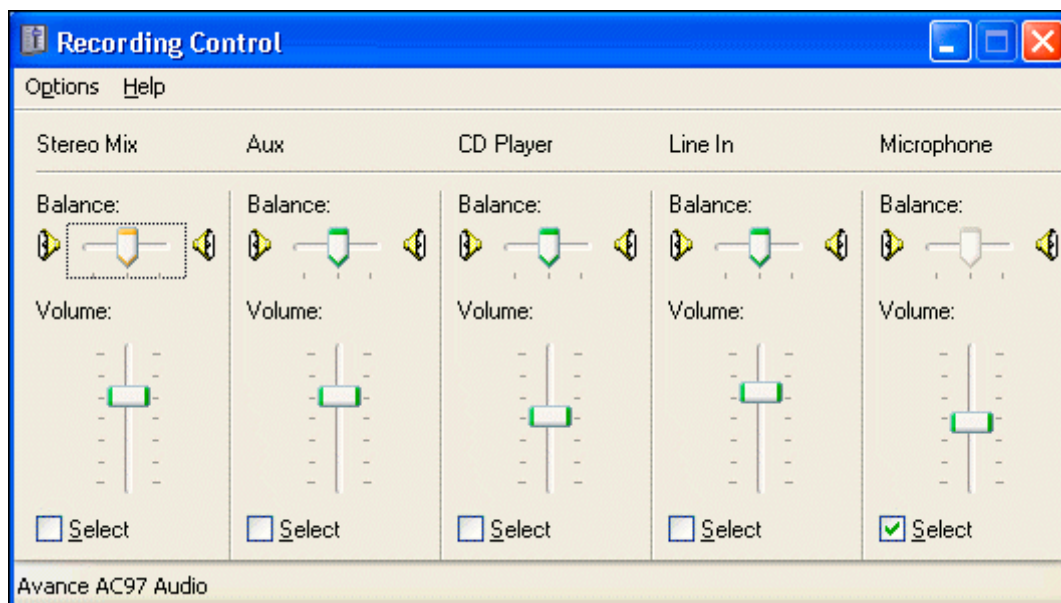 Recording Control
Options Help
Stereo Mix Aux CD Player Line In Microphone
Balance: Balance: Balance: Balance: Balance:
Volume: Volume: Volume: Volume: Volume:
Select Select Select Select Select
Avance AC97 Audio